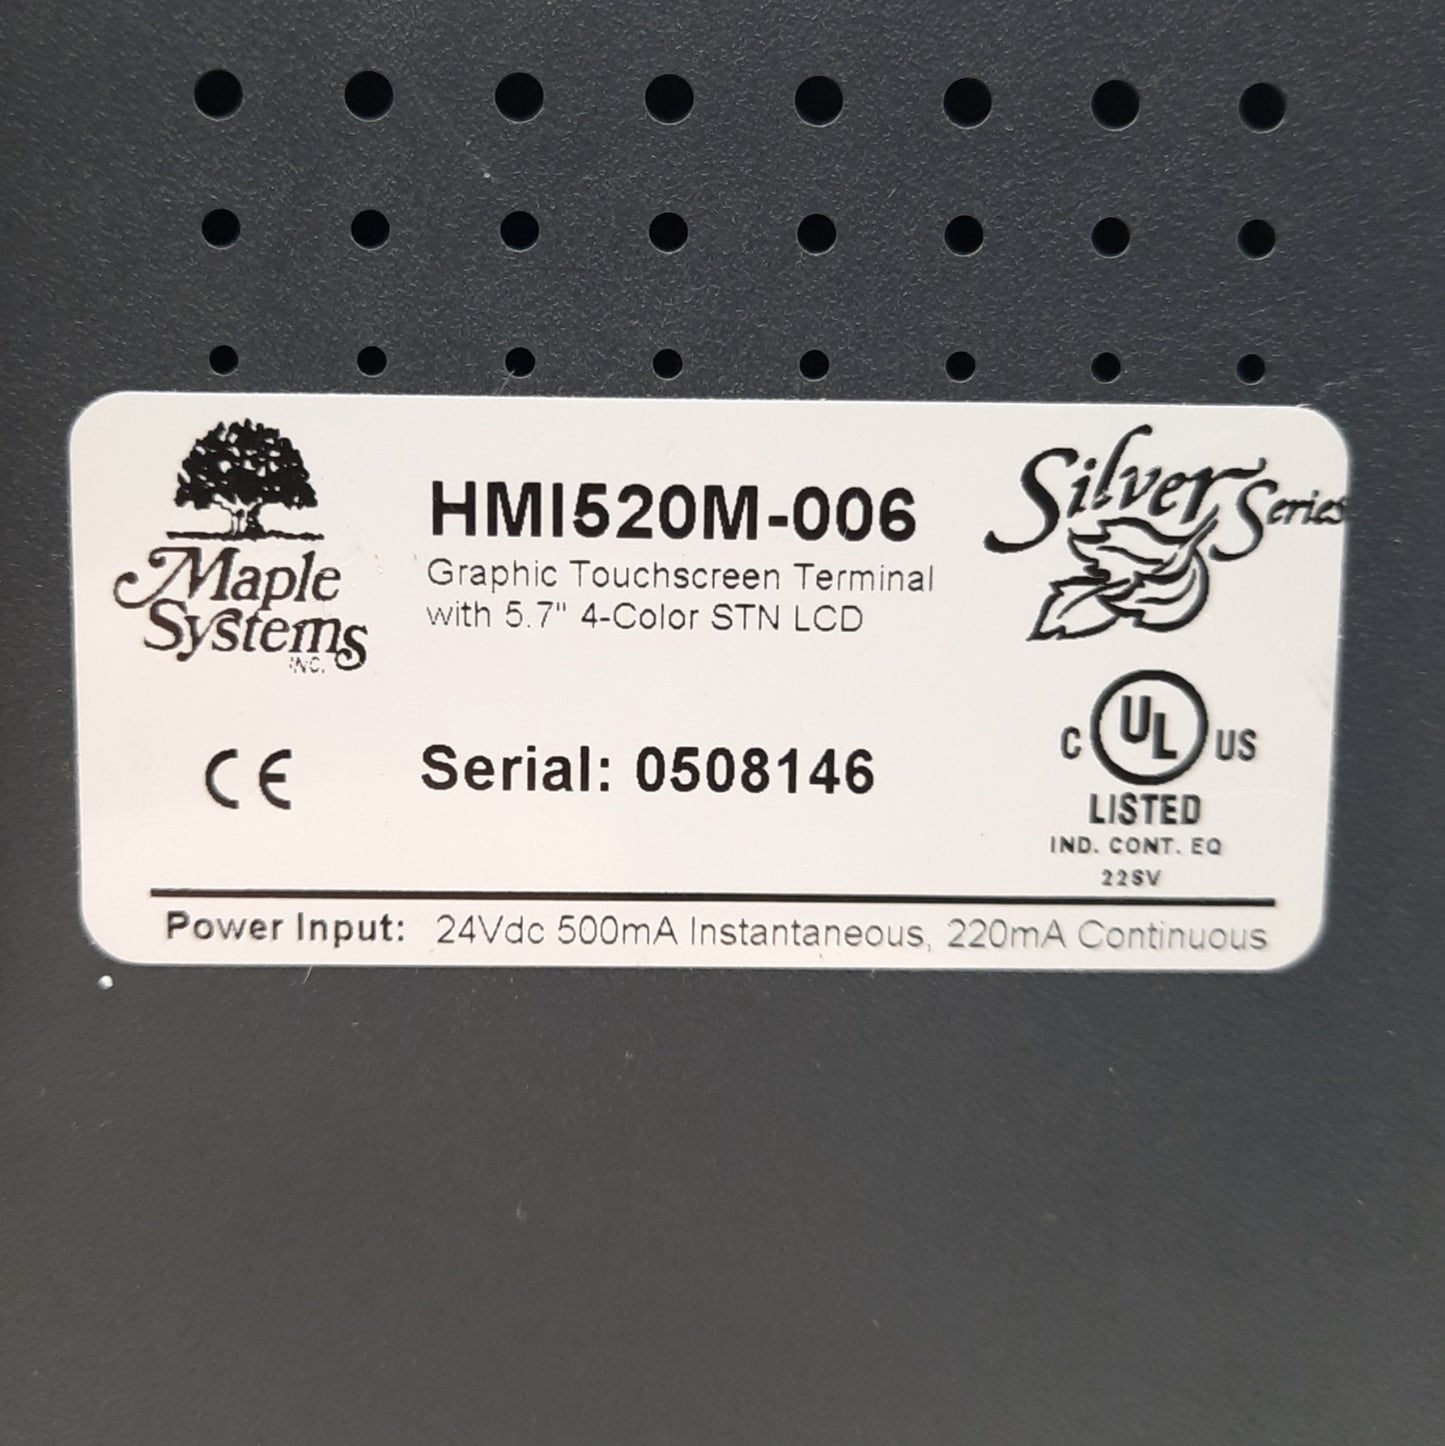 Maple
Systems
INC.
HMI520M-006
Graphic Touchscreen Terminal
with 5.7" 4-Color STN LCD
Silver Series
CE
Serial: 0508146
C UL US
LISTED
IND. CONT. EQ
22SV
Power Input: 24Vdc 500mA Instantaneous, 220mA Continuous